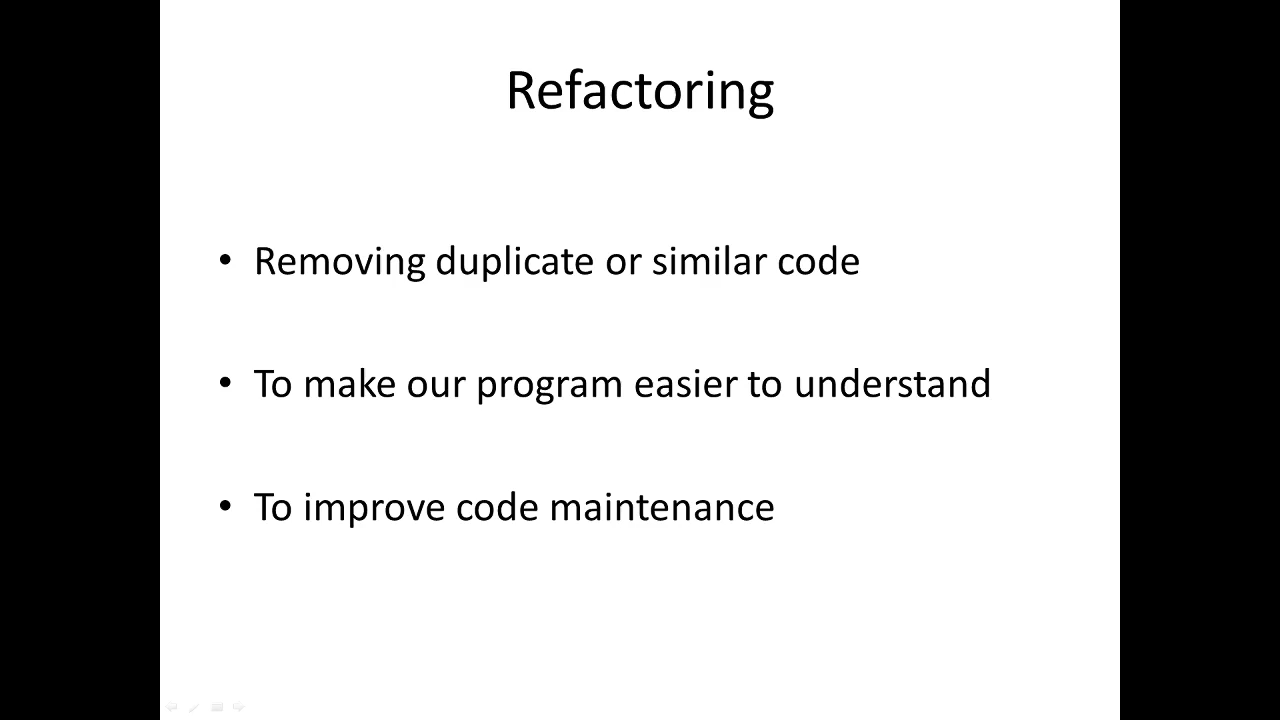 Refactoring
• Removing duplicate or similar code
• To make our program easier to understand
• To improve code maintenance